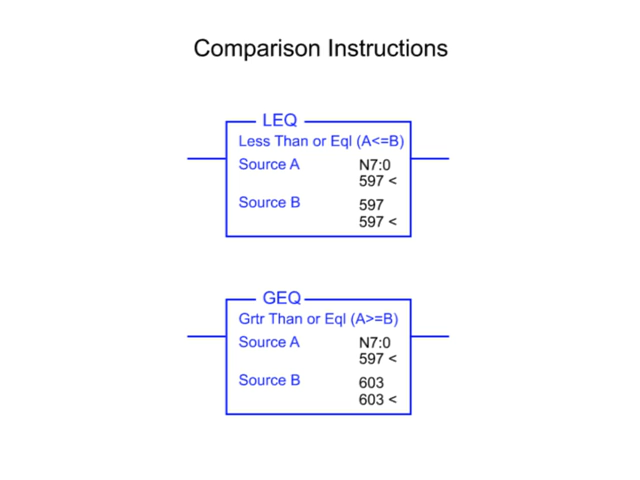 Comparison Instructions
LEQ
Less Than or Eql (A<=B)
Source A N7:0
597 <
Source B 597
597 <
GEQ
Grtr Than or Eql (A>=B)
Source A N7:0
597 <
Source B 603
603 <